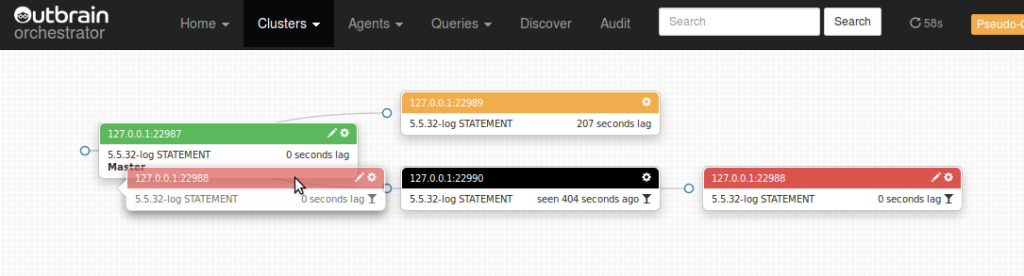 Outbrain
orchestrator
Home Clusters Agents Queries Discover Audit Search Search 58s
127.0.0.1:22989
5.5.32-log STATEMENT 207 seconds lag
127.0.0.1:22987
5.5.32-log STATEMENT 0 seconds lag
Master
127.0.0.1:22988
5.5.32-log STATEMENT 0 seconds lag
127.0.0.1:22990
5.5.32-log STATEMENT seen 404 seconds ago
127.0.0.1:22988
5.5.32-log STATEMENT 0 seconds lag